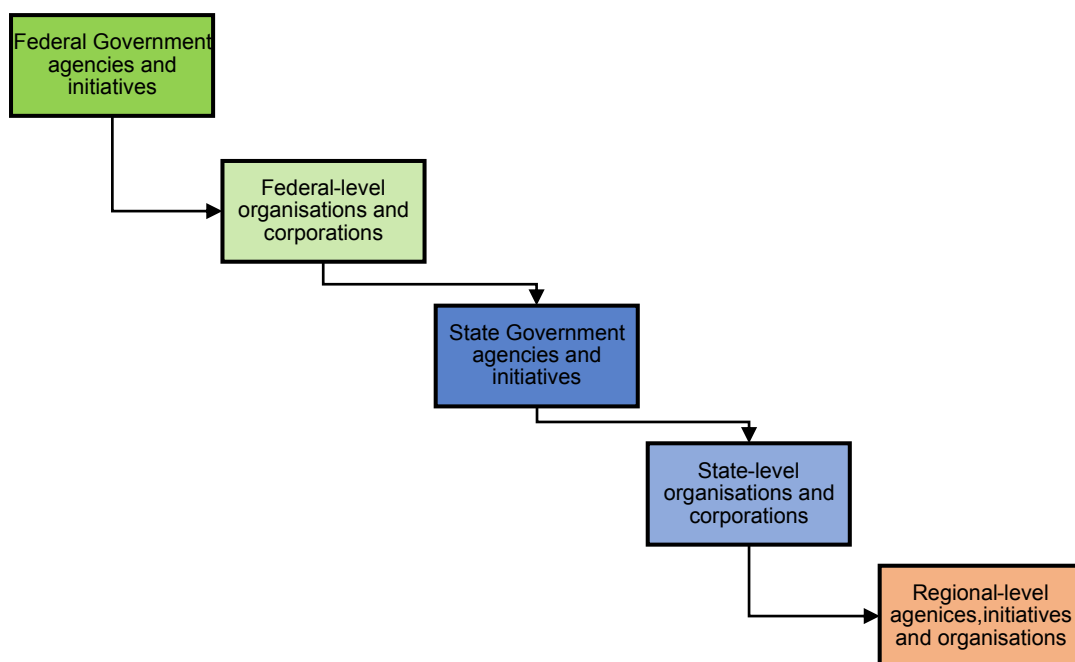 Federal Government
agencies and
initiatives
Federal-level
organisations and
corporations
State Government
agencies and
initiatives
State-level
organisations and
corporations
Regional-level
agenices,initiatives
and organisations